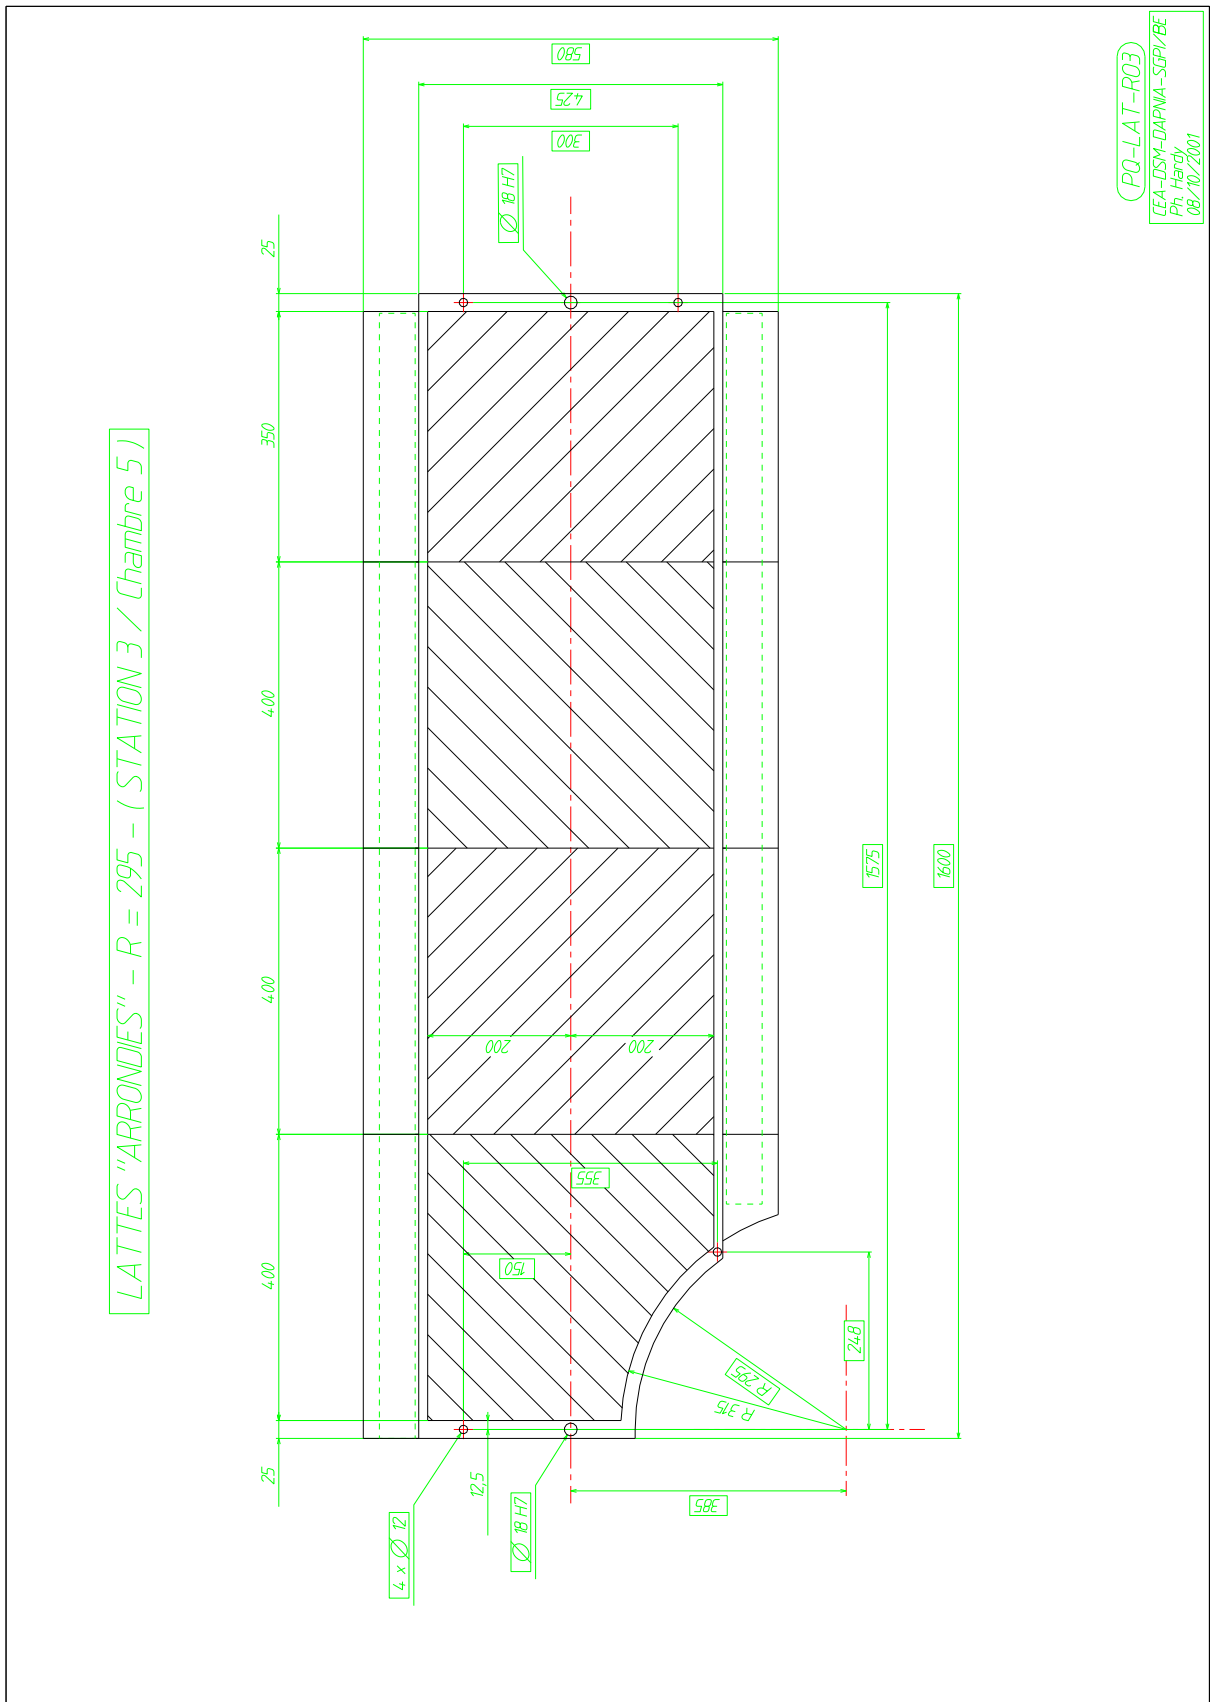 LATTES "ARRONDIES" - R = 295 - (STATION 3 / Chambre 5)
PQ-LAT-R03
CEA-DSM-DAPNIA-SGPI/BE
Ph. Hardy
08/10/2001
580
425
300
Ø 18 H7
25
350
400
400
400
25
200
200
355
150
12,5
4 x Ø 12
Ø 18 H7
R 295
R 315
248
385
1575
1600